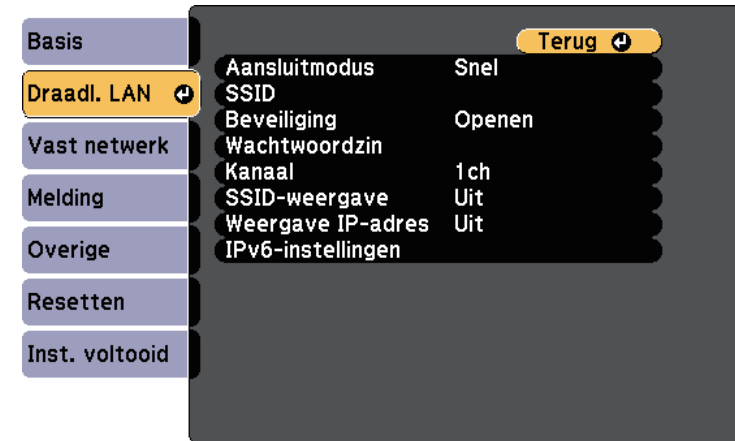 Basis
Draadl. LAN
Vast netwerk
Melding
Overige
Resetten
Inst. voltooid
Terug
Aansluitmodus Snel
SSID
Beveiliging Openen
Wachtwoordzin
Kanaal 1ch
SSID-weergave Uit
Weergave IP-adres Uit
IPv6-instellingen